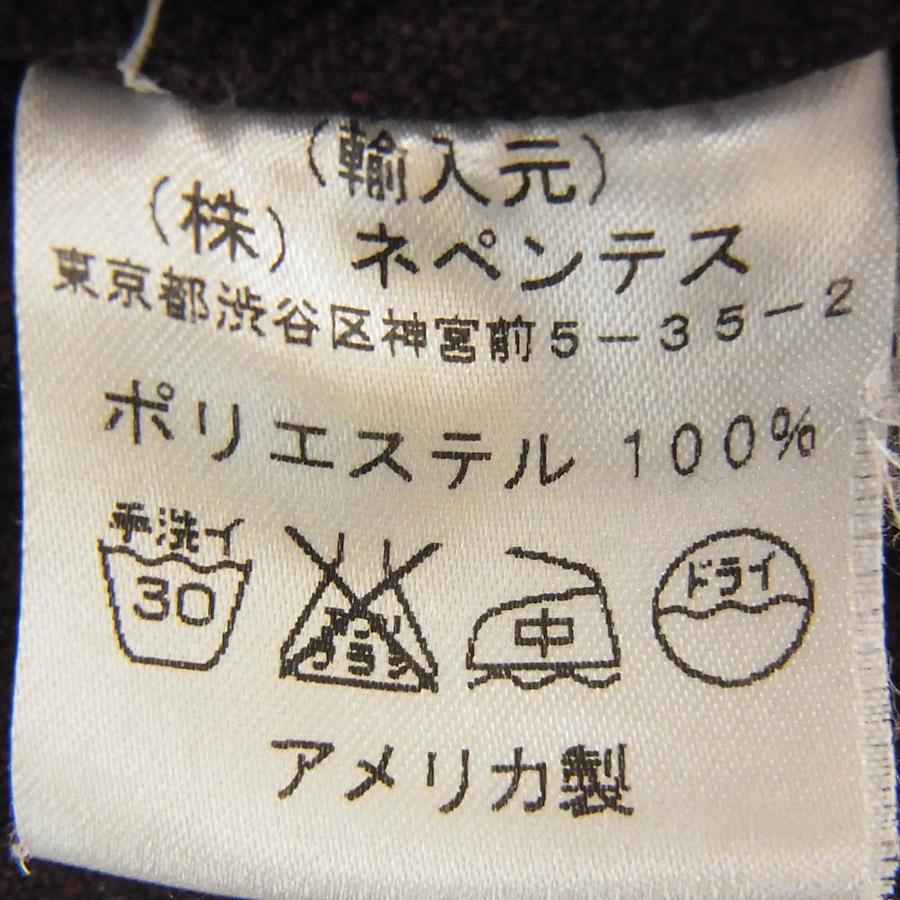 （輸入元）
（株） ネペンテス
東京都渋谷区神宮前５－３５－２
ポリエステル １００％
手洗イ
30
中
ドライ
アメリカ製